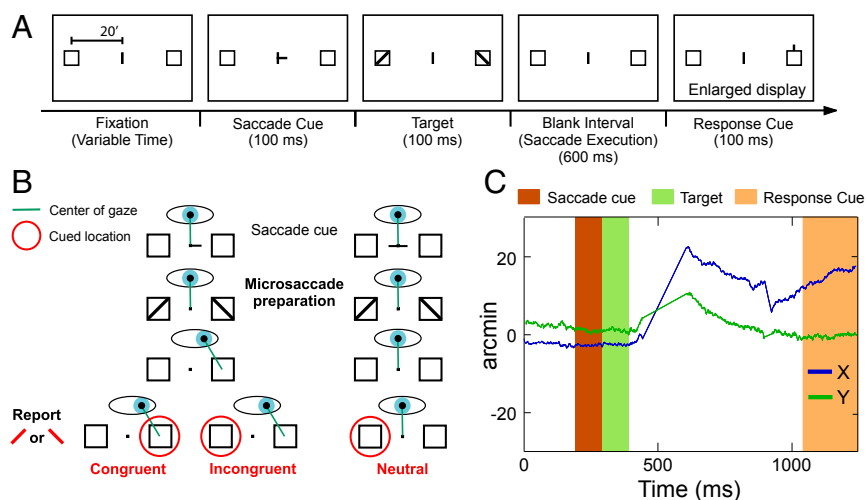 A
20'
Enlarged display
Fixation
(Variable Time)
Saccade Cue
(100 ms)
Target
(100 ms)
Blank Interval
(Saccade Execution)
(600 ms)
Response Cue
(100 ms)
B
Center of gaze
Cued location
Saccade cue
Microsaccade
preparation
Report
or
Congruent
Incongruent
Neutral
C
Saccade cue
Target
Response Cue
20
0
-20
arcmin
X
Y
0
500
1000
Time (ms)